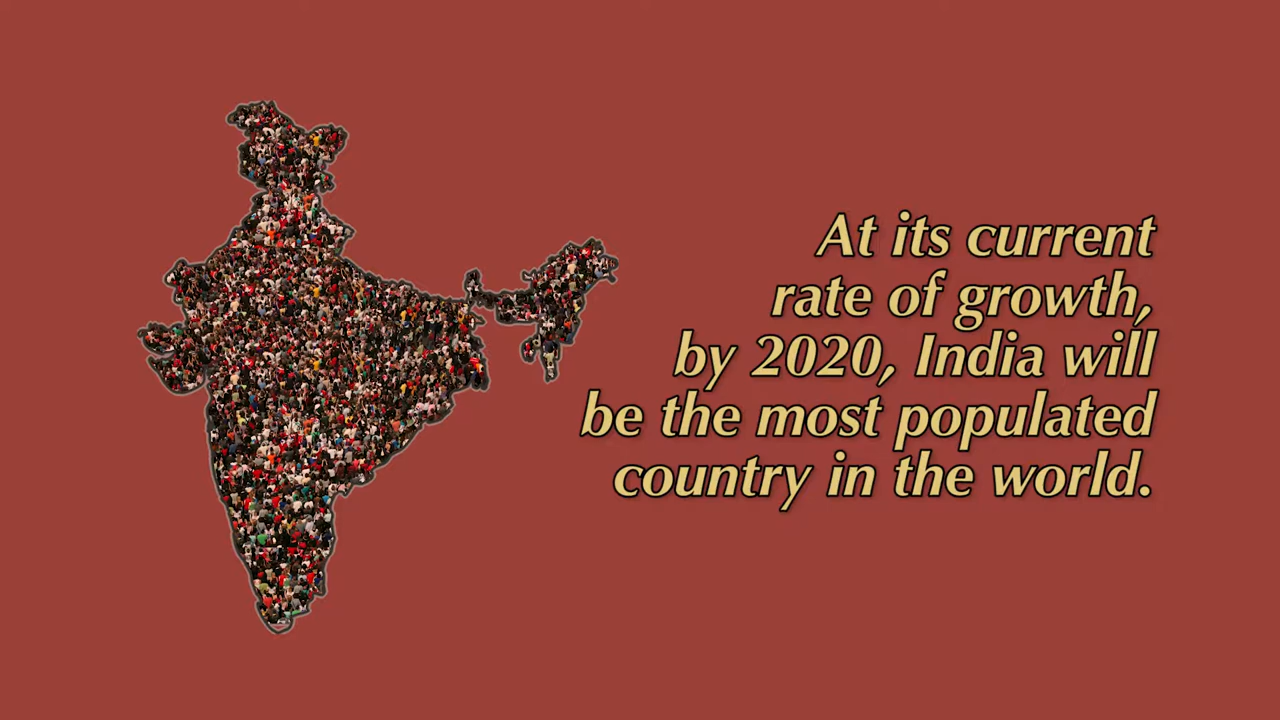 At its current
rate of growth,
by 2020, India will
be the most populated
country in the world.